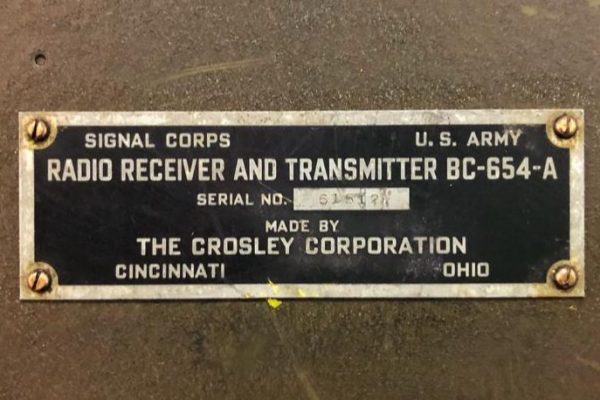 SIGNAL CORPS U. S. ARMY
RADIO RECEIVER AND TRANSMITTER BC-654-A
SERIAL NO.
MADE BY
THE CROSLEY CORPORATION
CINCINNATI OHIO